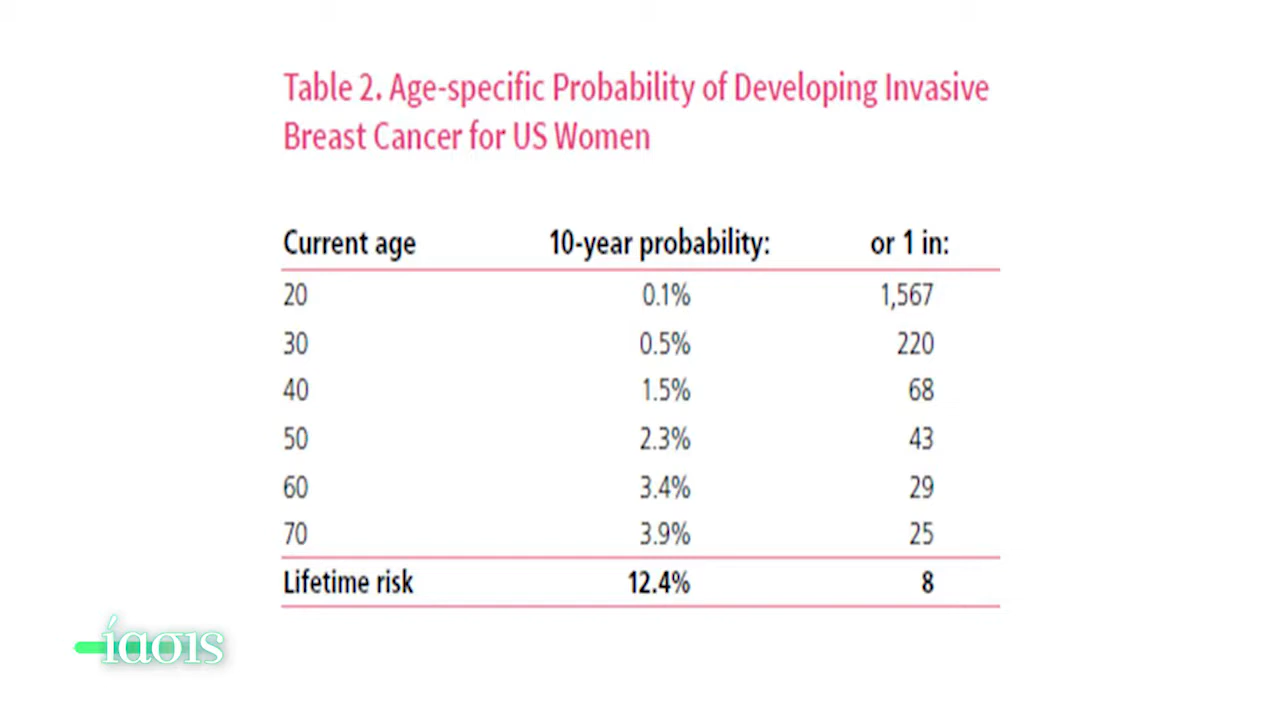 Table 2. Age-specific Probability of Developing Invasive
Breast Cancer for US Women
Current age 10-year probability: or 1 in:
20 0.1% 1,567
30 0.5% 220
40 1.5% 68
50 2.3% 43
60 3.4% 29
70 3.9% 25
Lifetime risk 12.4% 8